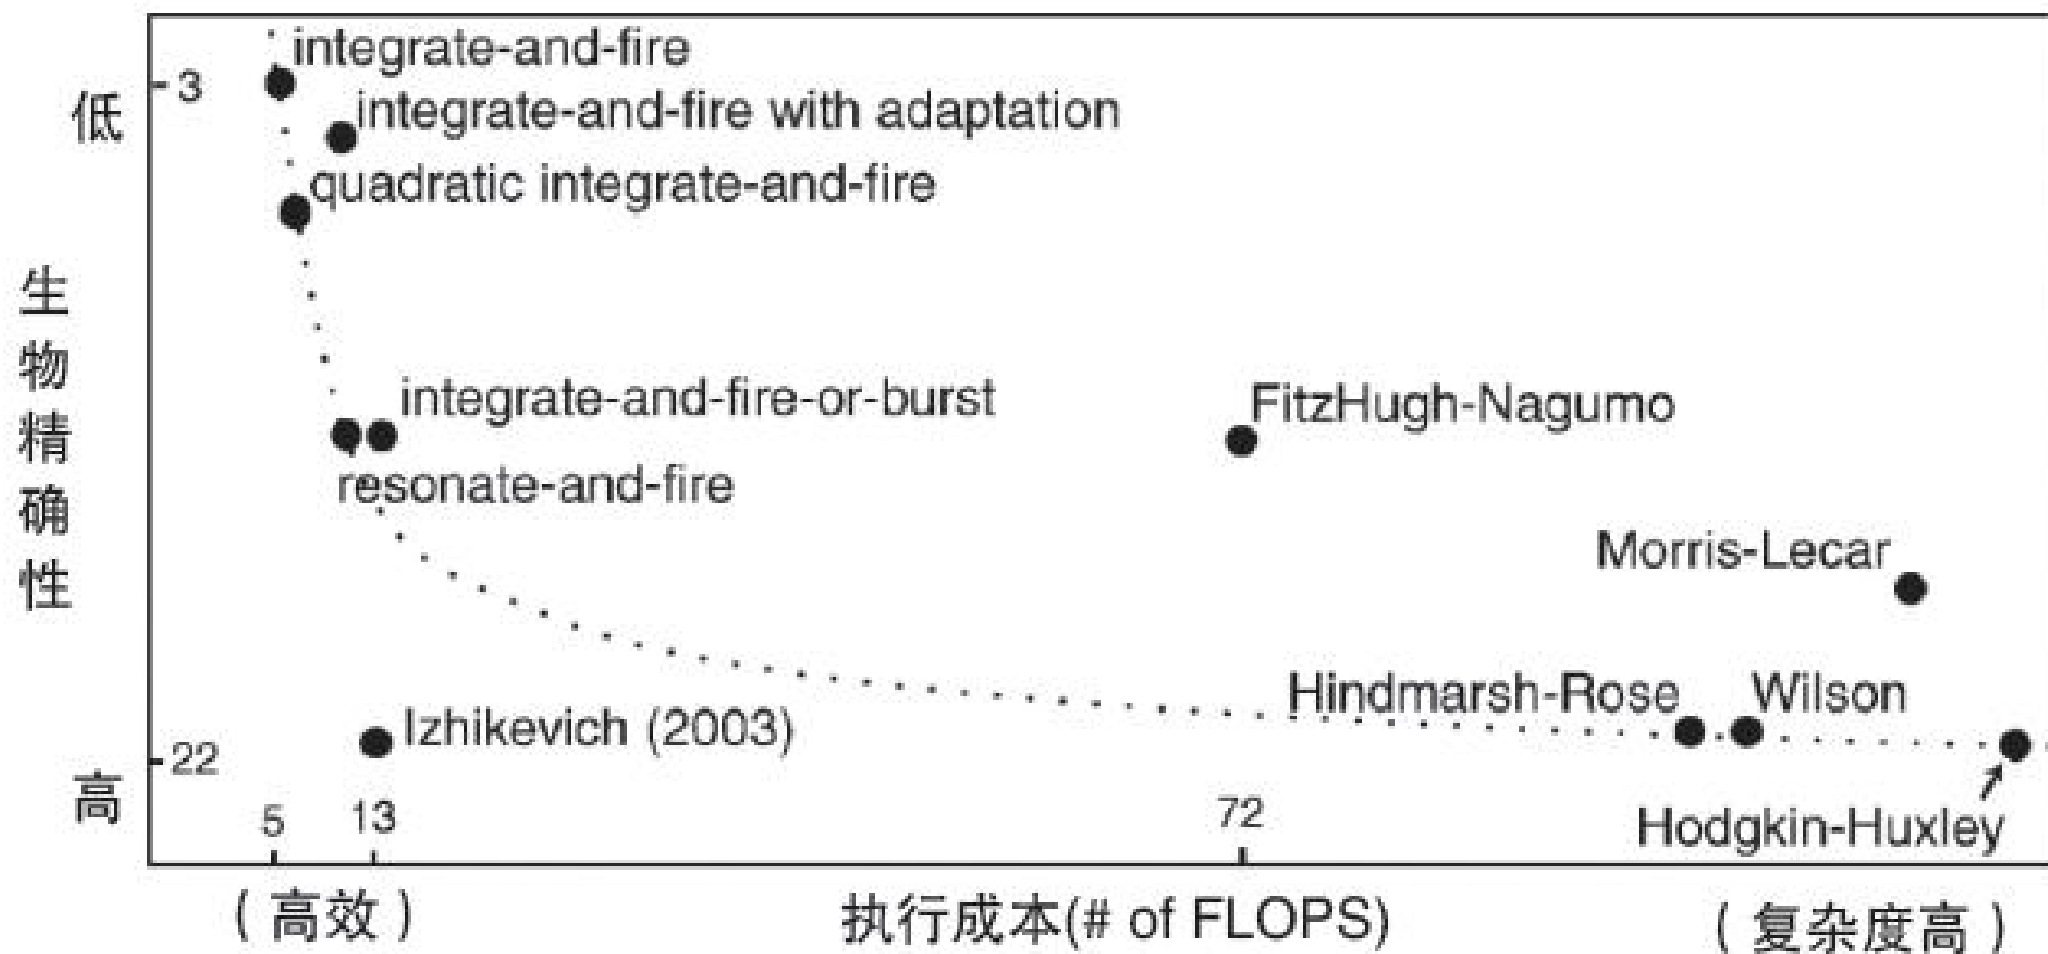 integrate-and-fire
3
低
integrate-and-fire with adaptation
quadratic integrate-and-fire
生物精确性
integrate-and-fire-or-burst
FitzHugh-Nagumo
resonate-and-fire
Morris-Lecar
Hindmarsh-Rose
Wilson
Izhikevich (2003)
22
高
5
13
72
Hodgkin-Huxley
(高效)
执行成本(# of FLOPS)
(复杂度高)